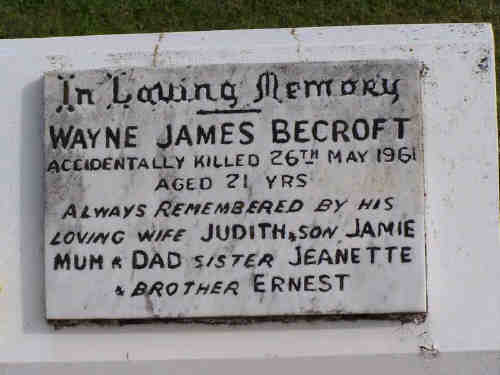 In Loving Memory
WAYNE JAMES BECROFT
ACCIDENTALLY KILLED 26TH MAY 1961
AGED 21 YRS
ALWAYS REMEMBERED BY HIS
LOVING WIFE JUDITH & SON JAMIE
MUM & DAD SISTER JEANETTE
& BROTHER ERNEST